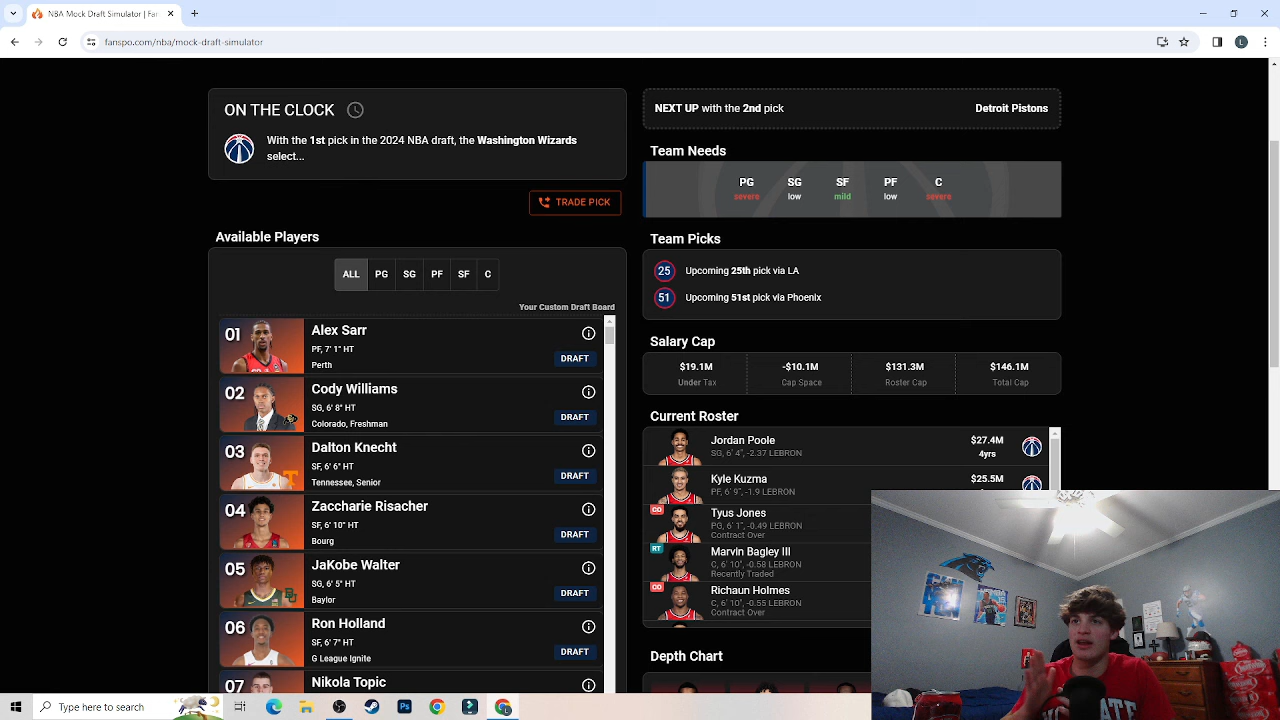 NBA Mock Draft Simulator | Fan
fanspo.com/nba/mock-draft-simulator
L
ON THE CLOCK
With the 1st pick in the 2024 NBA draft, the Washington Wizards
select...
TRADE PICK
Available Players
ALL PG SG PF SF C
Your Custom Draft Board
01 Alex Sarr
PF, 7' 1" HT
Perth
DRAFT
02 Cody Williams
SG, 6' 8" HT
Colorado, Freshman
DRAFT
03 Dalton Knecht
SF, 6' 6" HT
Tennessee, Senior
DRAFT
04 Zaccharie Risacher
SF, 6' 10" HT
Bourg
DRAFT
05 JaKobe Walter
SG, 6' 5" HT
Baylor
DRAFT
06 Ron Holland
SF, 6' 7" HT
G League Ignite
DRAFT
07 Nikola Topic
NEXT UP with the 2nd pick Detroit Pistons
Team Needs
PG SG SF PF C
severe low mild low severe
Team Picks
25 Upcoming 25th pick via LA
51 Upcoming 51st pick via Phoenix
Salary Cap
$19.1M -$10.1M $131.3M $146.1M
Under Tax Cap Space Roster Cap Total Cap
Current Roster
Jordan Poole $27.4M
SG, 6' 4", -2.37 LEBRON 4yrs
Kyle Kuzma $25.5M
PF, 6' 9", -1.9 LEBRON
CO Tyus Jones
PG, 6' 1", -0.49 LEBRON
Contract Over
RT Marvin Bagley III
C, 6' 10", -0.58 LEBRON
Recently Traded
CO Richaun Holmes
C, 6' 10", -0.55 LEBRON
Contract Over
Depth Chart
Type here to search